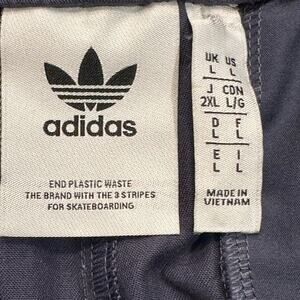 adidas
END PLASTIC WASTE
THE BRAND WITH THE 3 STRIPES
FOR SKATEBOARDING
UK US
L L
J CDN
2XL L/G
D F
L L
E I
L L
MADE IN
VIETNAM